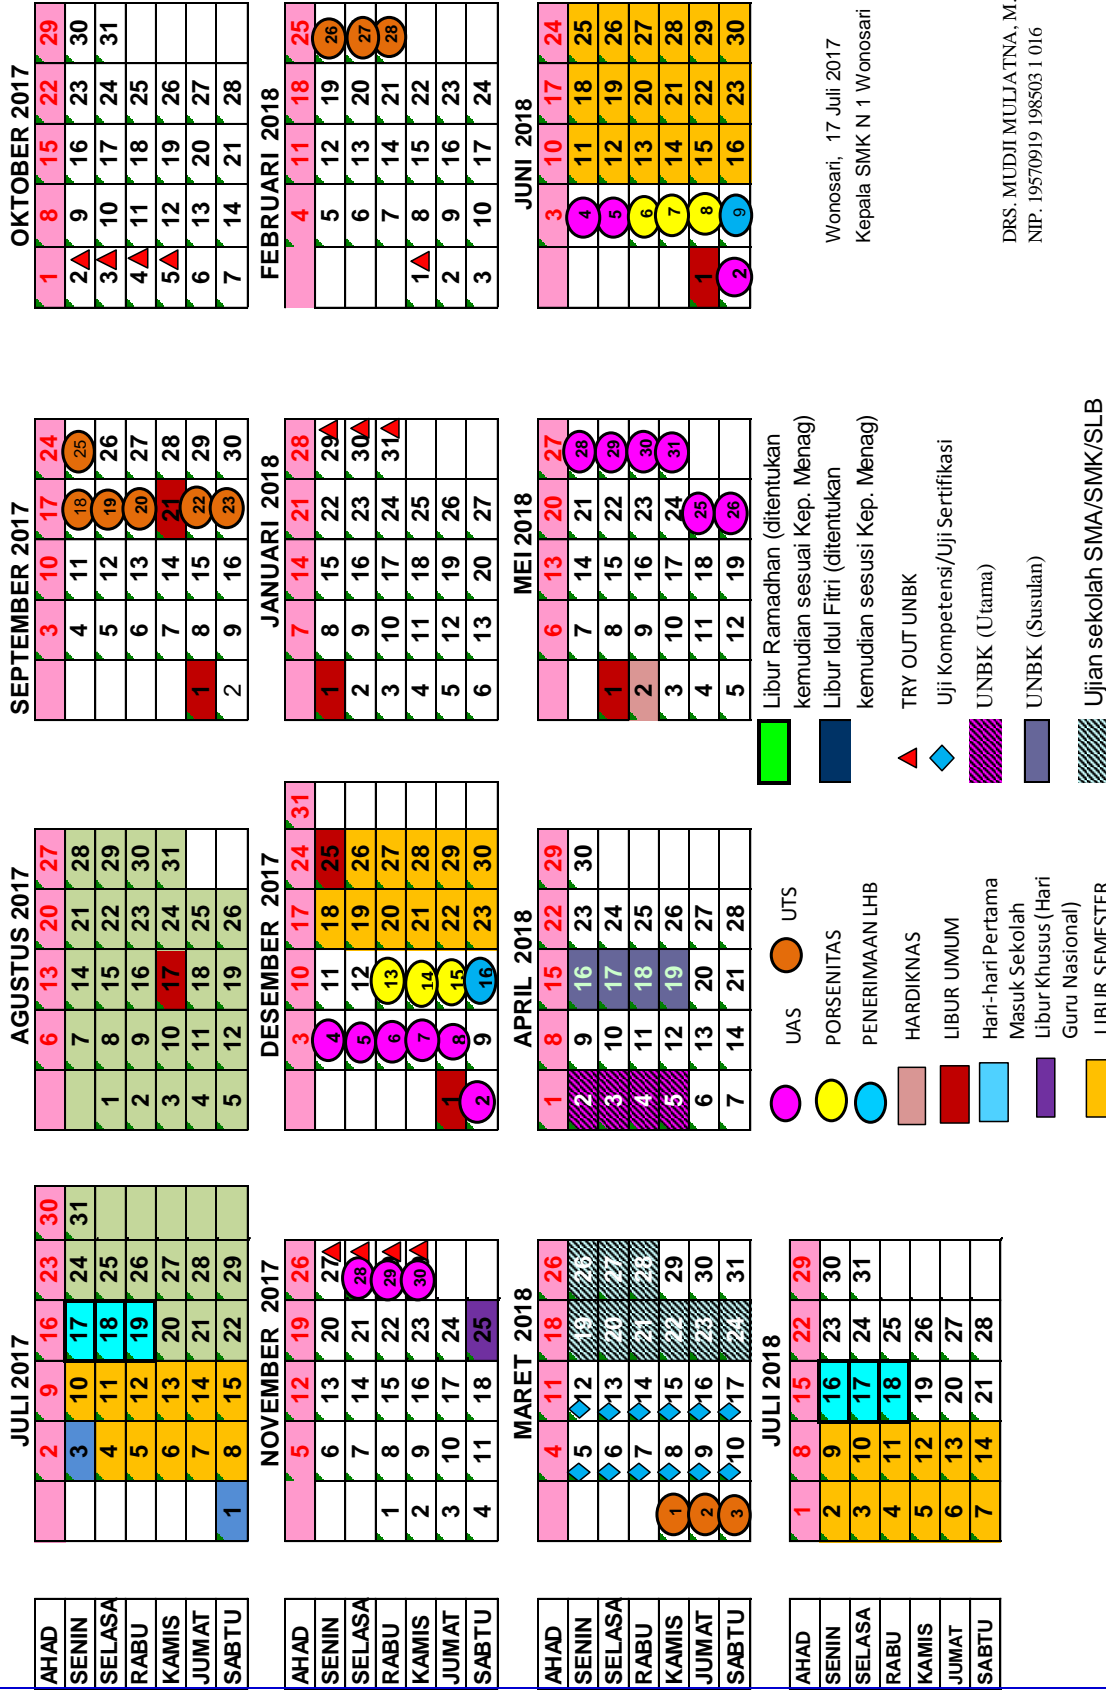 JULI 2017 AGUSTUS 2017 SEPTEMBER 2017 OKTOBER 2017
AHAD 2 9 16 23 30 6 13 20 27 3 10 17 24 1 8 15 22 29
SENIN 3 10 17 24 31 7 14 21 28 4 11 18 25 2 9 16 23 30
SELASA 4 11 18 25 1 8 15 22 29 5 12 19 26 3 10 17 24 31
RABU 5 12 19 26 2 9 16 23 30 6 13 20 27 4 11 18 25
KAMIS 6 13 20 27 3 10 17 24 31 7 14 21 28 5 12 19 26
JUMAT 7 14 21 28 4 11 18 25 1 8 15 22 29 6 13 20 27
SABTU 1 8 15 22 29 5 12 19 26 2 9 16 23 30 7 14 21 28
NOVEMBER 2017 DESEMBER 2017 JANUARI 2018 FEBRUARI 2018
AHAD 5 12 19 26 3 10 17 24 31 7 14 21 28 4 11 18 25
SENIN 6 13 20 27 4 11 18 25 1 8 15 22 29 5 12 19 26
SELASA 7 14 21 28 5 12 19 26 2 9 16 23 30 6 13 20 27
RABU 1 8 15 22 29 6 13 20 27 3 10 17 24 31 7 14 21 28
KAMIS 2 9 16 23 30 7 14 21 28 4 11 18 25 1 8 15 22
JUMAT 3 10 17 24 1 8 15 22 29 5 12 19 26 2 9 16 23
SABTU 4 11 18 25 2 9 16 23 30 6 13 20 27 3 10 17 24
MARET 2018 APRIL 2018 MEI 2018 JUNI 2018
AHAD 4 11 18 26 1 8 15 22 29 6 13 20 27 3 10 17 24
SENIN 5 12 19 26 2 9 16 23 30 7 14 21 28 4 11 18 25
SELASA 6 13 20 27 3 10 17 24 1 8 15 22 29 5 12 19 26
RABU 7 14 21 28 4 11 18 25 2 9 16 23 30 6 13 20 27
KAMIS 1 8 15 22 29 5 12 19 26 3 10 17 24 31 7 14 21 28
JUMAT 2 9 16 23 30 6 13 20 27 4 11 18 25 1 8 15 22 29
SABTU 3 10 17 24 31 7 14 21 28 5 12 19 26 2 9 16 23 30
JULI 2018
AHAD 1 8 15 22 29
SENIN 2 9 16 23 30
SELASA 3 10 17 24 31
RABU 4 11 18 25
KAMIS 5 12 19 26
JUMAT 6 13 20 27
SABTU 7 14 21 28
UAS UTS
PORSENITAS
PENERIMAAN LHB
HARDIKNAS
LIBUR UMUM
Hari-hari Pertama
Masuk Sekolah
Libur Khusus (Hari
Guru Nasional)
LIBUR SEMESTER
Libur Ramadhan (ditentukan
kemudian sesuai Kep. Menag)
Libur Idul Fitri (ditentukan
kemudian sesusi Kep. Menag)
TRY OUT UNBK
Uji Kompetensi/Uji Sertifikasi
UNBK (Utama)
UNBK (Susulan)
Ujian sekolah SMA/SMK/SLB
Wonosari, 17 Juli 2017
Kepala SMK N 1 Wonosari
DRS. MUDJI MULJATNA, M.
NIP. 19570919 198503 1 016